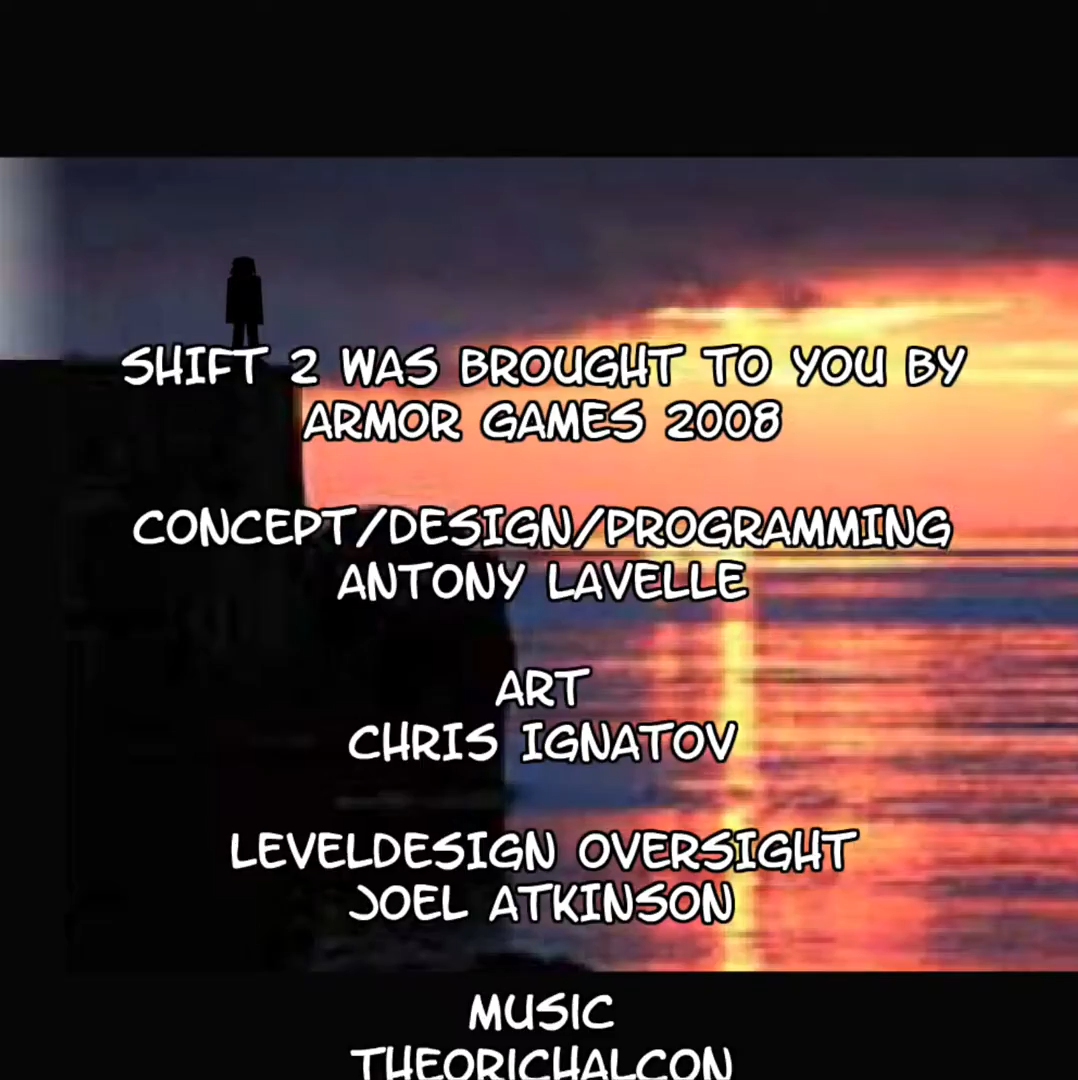 SHIFT 2 WAS BROUGHT TO YOU BY
ARMOR GAMES 2008
CONCEPT/DESIGN/PROGRAMMING
ANTONY LAVELLE
ART
CHRIS IGNATOV
LEVELDESIGN OVERSIGHT
JOEL ATKINSON
MUSIC
THEORICHALCON